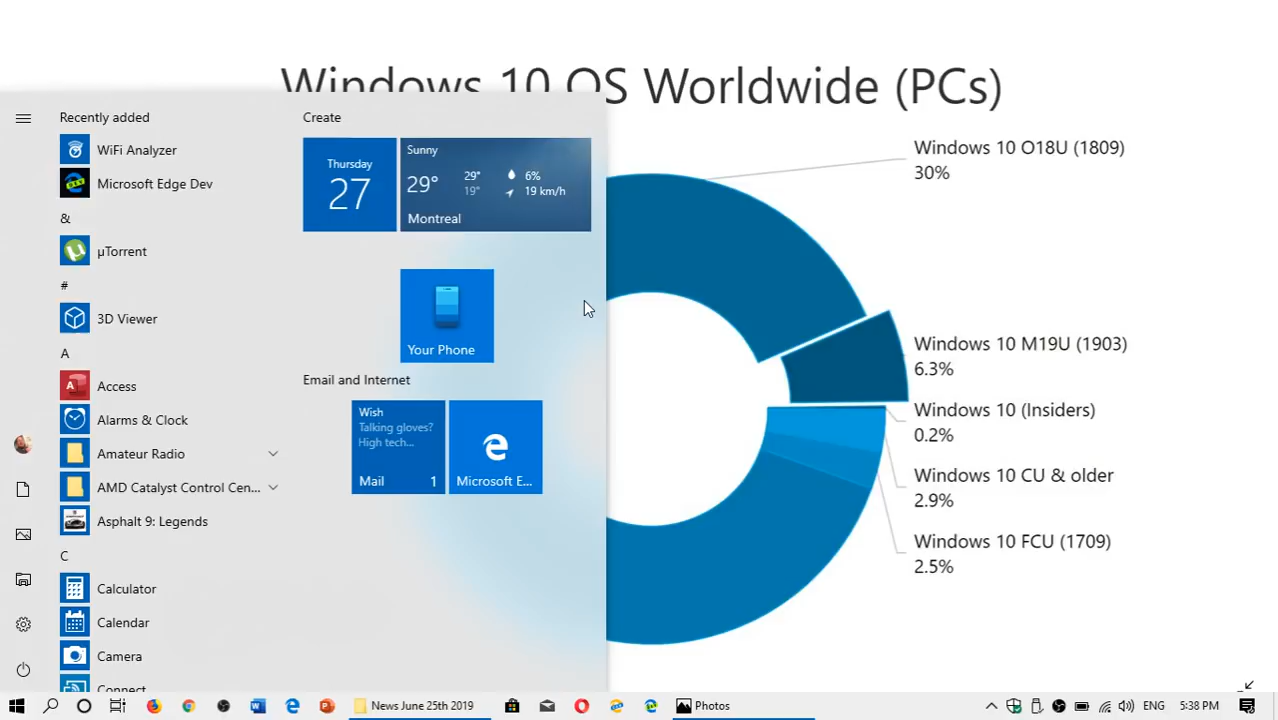 Windows 10 OS Worldwide (PCs)
Recently added
WiFi Analyzer
Microsoft Edge Dev
&
µTorrent
#
3D Viewer
A
Access
Alarms & Clock
Amateur Radio
AMD Catalyst Control Cen...
Asphalt 9: Legends
C
Calculator
Calendar
Camera
Connect
Create
Thursday
27
Sunny
29° 29° 6%
19° 19 km/h
Montreal
Your Phone
Email and Internet
Wish
Talking gloves?
High tech...
Mail 1
Microsoft E...
Windows 10 O18U (1809)
30%
Windows 10 M19U (1903)
6.3%
Windows 10 (Insiders)
0.2%
Windows 10 CU & older
2.9%
Windows 10 FCU (1709)
2.5%
News June 25th 2019
Photos
ENG 5:38 PM